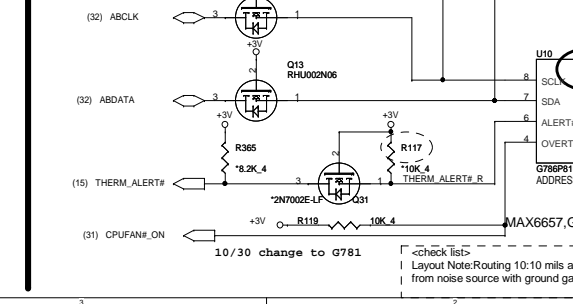 (32) ABCLK
3
1
+3V
2
Q13
RHU002N06
U10
8
SCLK
(32) ABDATA
3
1
7
SDA
+3V
+3V
6
ALERT#
R365
*8.2K_4
2
R117
*10K_4
4
OVERT
(15) THERM_ALERT#
3
1
THERM_ALERT#_R
*2N7002E-LF
Q31
G786P81
ADDRES
+3V
R119
10K_4
MAX6657,G
(31) CPUFAN#_ON
10/30 change to G781
<check list>
Layout Note:Routing 10:10 mils a
from noise source with ground ga
3
2